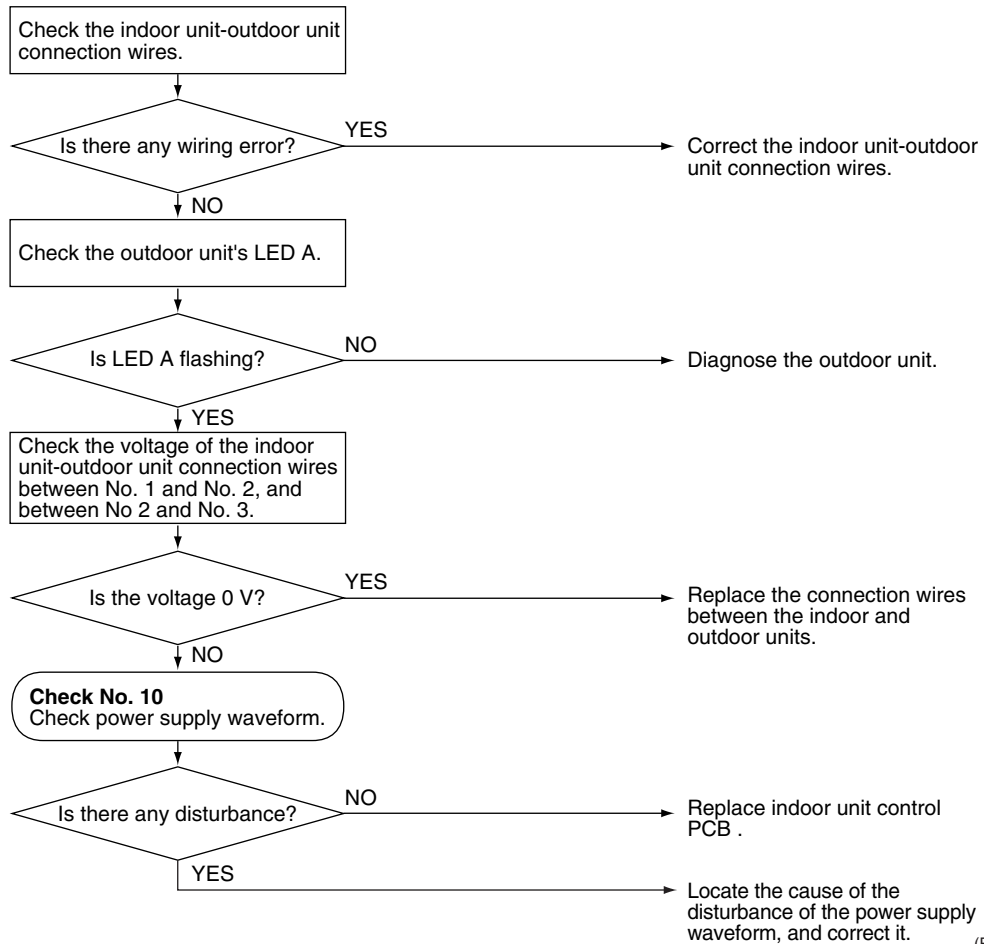 Check the indoor unit-outdoor unit
connection wires.
Is there any wiring error?
YES
Correct the indoor unit-outdoor
unit connection wires.
NO
Check the outdoor unit's LED A.
Is LED A flashing?
NO
Diagnose the outdoor unit.
YES
Check the voltage of the indoor
unit-outdoor unit connection wires
between No. 1 and No. 2, and
between No 2 and No. 3.
Is the voltage 0 V?
YES
Replace the connection wires
between the indoor and
outdoor units.
NO
Check No. 10
Check power supply waveform.
Is there any disturbance?
NO
Replace indoor unit control
PCB .
YES
Locate the cause of the
disturbance of the power supply
waveform, and correct it.